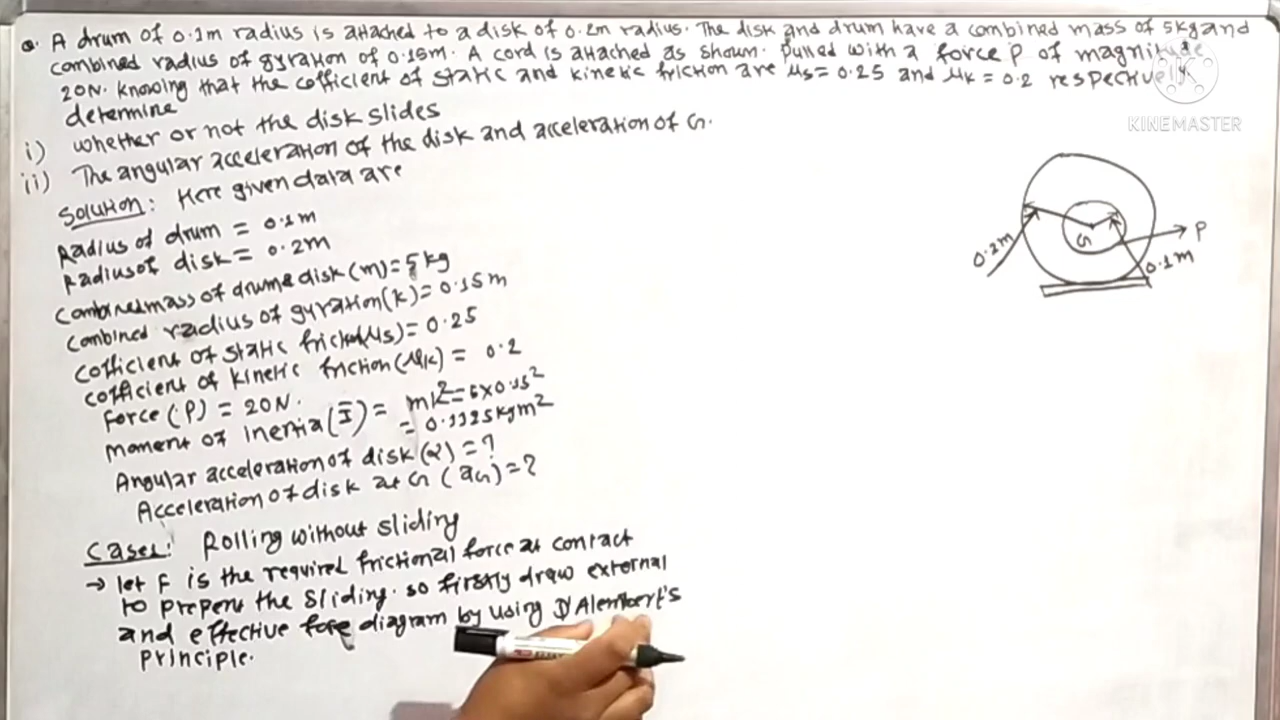 Q. A drum of 0.1m radius is attached to a disk of 0.2m radius. The disk and drum have a combined mass of 5kg and
combined radius of gyration of 0.15m. A cord is attached as shown. Pulled with a force P of magnitude
20N. Knowing that the cofficient of static and kinetic friction are μs = 0.25 and μk = 0.2 respectively
determine
i) whether or not the disk slides
ii) The angular acceleration of the disk and acceleration of G.
Solution: Here given data are
Radius of drum = 0.1m
Radius of disk = 0.2m
Combined mass of drum & disk (m) = 5kg
Combined radius of gyration (k) = 0.15m
cofficient of static friction (μs) = 0.25
cofficient of kinetic friction (μk) = 0.2
Force (P) = 20N.
moment of inertia (Ī) = mk² = 5×0.15²
= 0.1125kgm²
Angular acceleration of disk (α) = ?
Acceleration of disk at G (aG) = ?
Case I: Rolling without sliding
→ let F is the required frictional force at contact
to prevent the sliding. so firstly draw external
and effective force diagram by using D'Alembert's
principle.
0.2m
G
P
0.1m
K
KINEMASTER